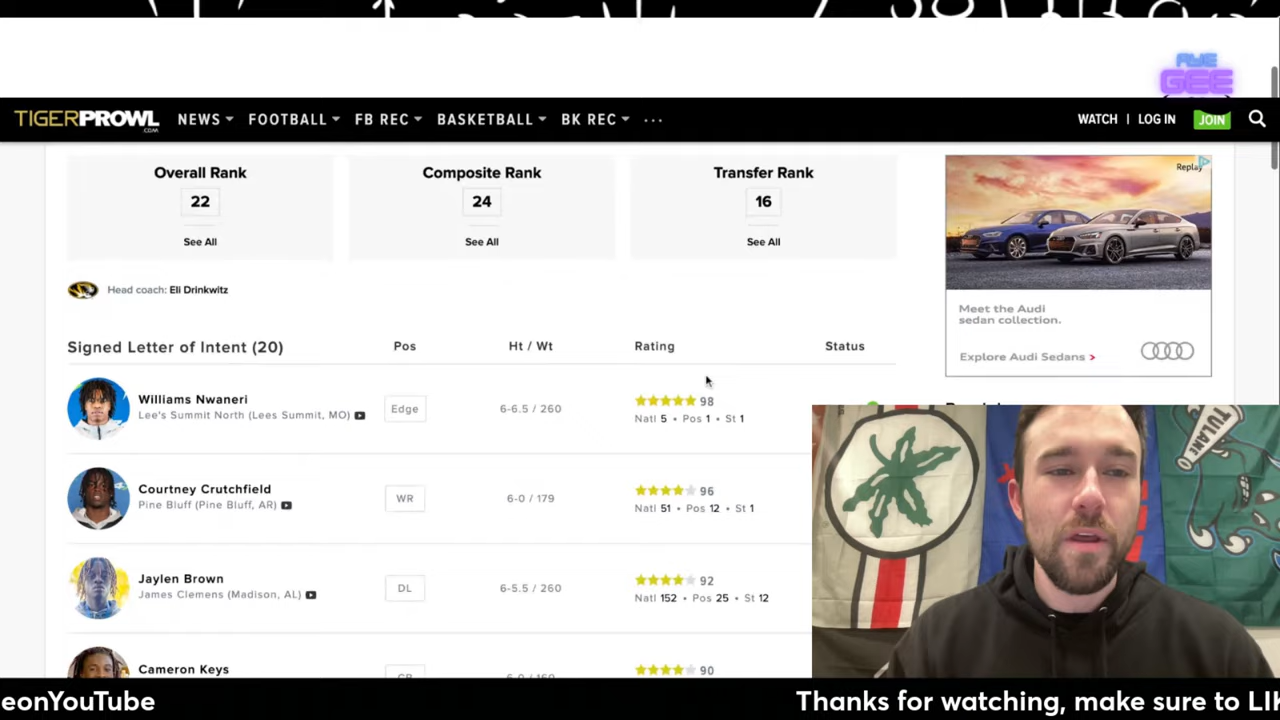 AYE
GEE
TIGERPROWL
.COM
NEWS FOOTBALL FB REC BASKETBALL BK REC ...
WATCH | LOG IN JOIN
Overall Rank Composite Rank Transfer Rank
22 24 16
See All See All See All
Replay
Head coach: Eli Drinkwitz
Meet the Audi
sedan collection.
Explore Audi Sedans >
Signed Letter of Intent (20) Pos Ht / Wt Rating Status
Williams Nwaneri
Lee's Summit North (Lees Summit, MO)
Edge 6-6.5 / 260 98
Natl 5 • Pos 1 • St 1
Courtney Crutchfield
Pine Bluff (Pine Bluff, AR)
WR 6-0 / 179 96
Natl 51 • Pos 12 • St 1
Jaylen Brown
James Clemens (Madison, AL)
DL 6-5.5 / 260 92
Natl 152 • Pos 25 • St 12
Cameron Keys 90
TULANE
eonYouTube Thanks for watching, make sure to LIK